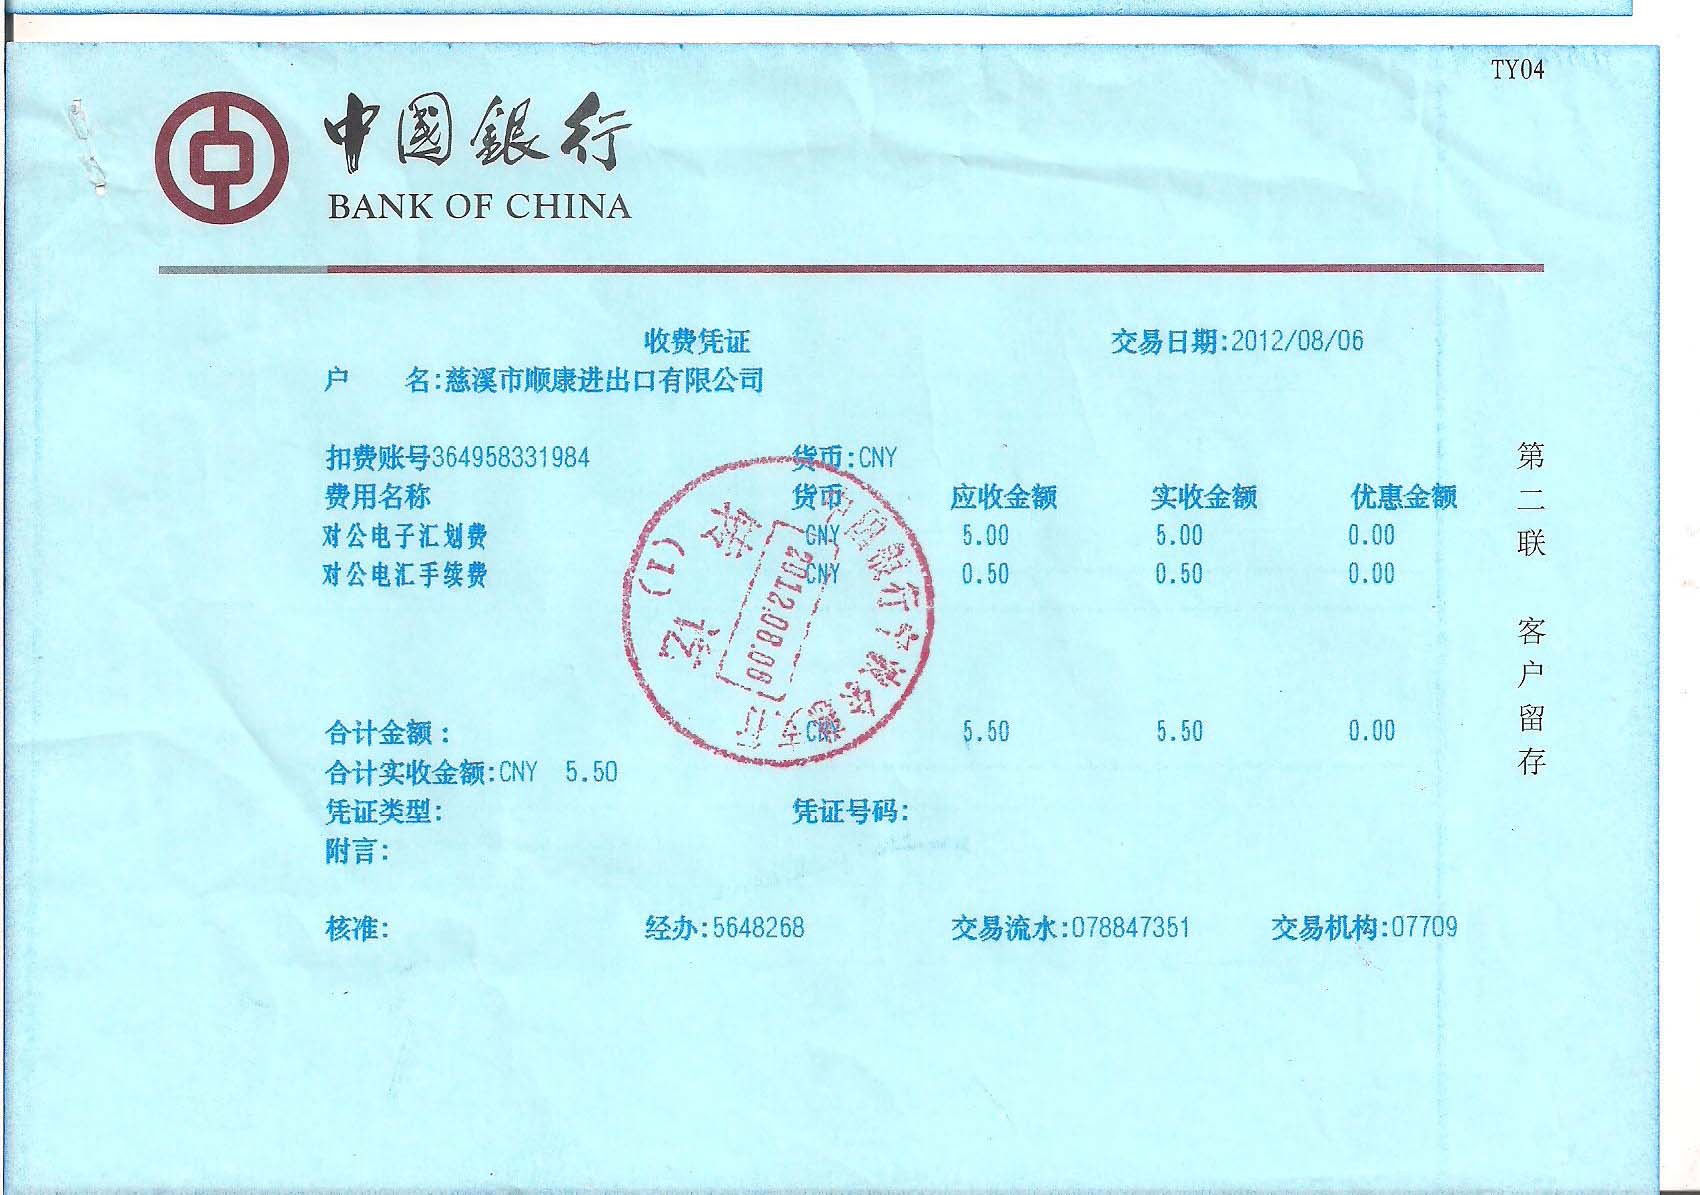 TY04
中國銀行
BANK OF CHINA
收费凭证 交易日期:2012/08/06
户 名:慈溪市顺康进出口有限公司
扣费账号364958331984 货币:CNY
费用名称 货币 应收金额 实收金额 优惠金额
对公电子汇划费 CNY 5.00 5.00 0.00
对公电汇手续费 CNY 0.50 0.50 0.00
合计金额: CNY 5.50 5.50 0.00
合计实收金额:CNY 5.50
凭证类型: 凭证号码:
附言:
核准: 经办:5648268 交易流水:078847351 交易机构:07709
第二联 客户留存
2012.08.06
(1)